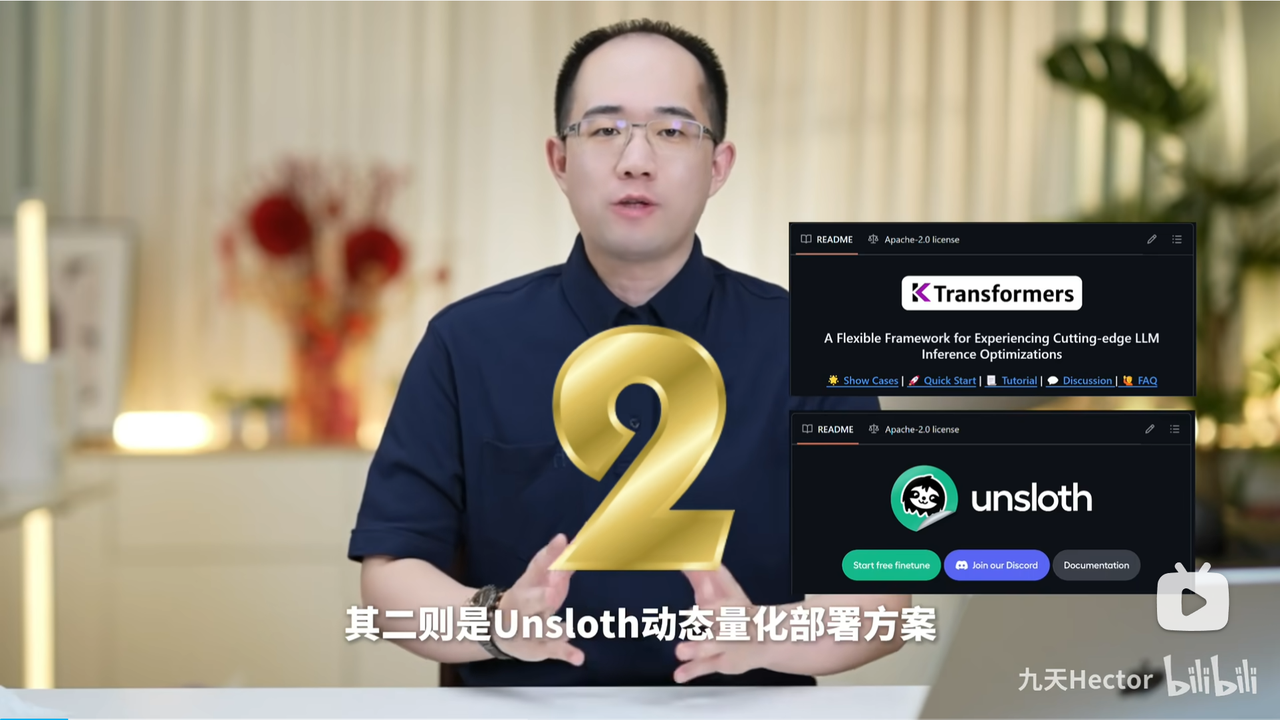 README Apache-2.0 license
KTransformers
A Flexible Framework for Experiencing Cutting-edge LLM
Inference Optimizations
Show Cases | Quick Start | Tutorial | Discussion | FAQ
2
README Apache-2.0 license
unsloth
Start free finetune Join our Discord Documentation
其二则是Unsloth动态量化部署方案
九天Hector bilibili